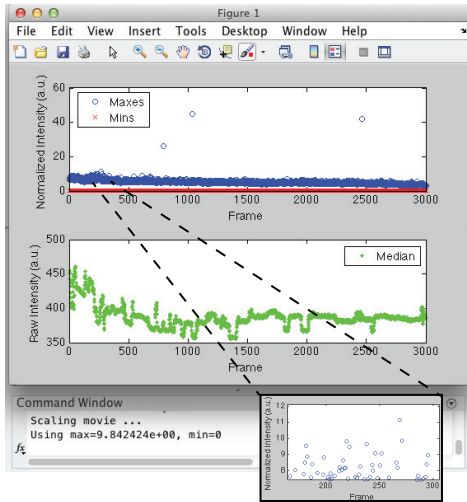 Figure 1
File Edit View Insert Tools Desktop Window Help
Normalized Intensity (a.u.)
60
40
20
0
Maxes
Mins
0 500 1000 1500 2000 2500 3000
Frame
Raw Intensity (a.u.)
500
450
400
350
Median
0 500 1000 1500 2000 2500 3000
Frame
Command Window
Scaling movie ...
Using max=9.842424e+00, min=0
fx
Normalized Intensity (a.u.)
12
11
10
9
8
200 250 300
Frame